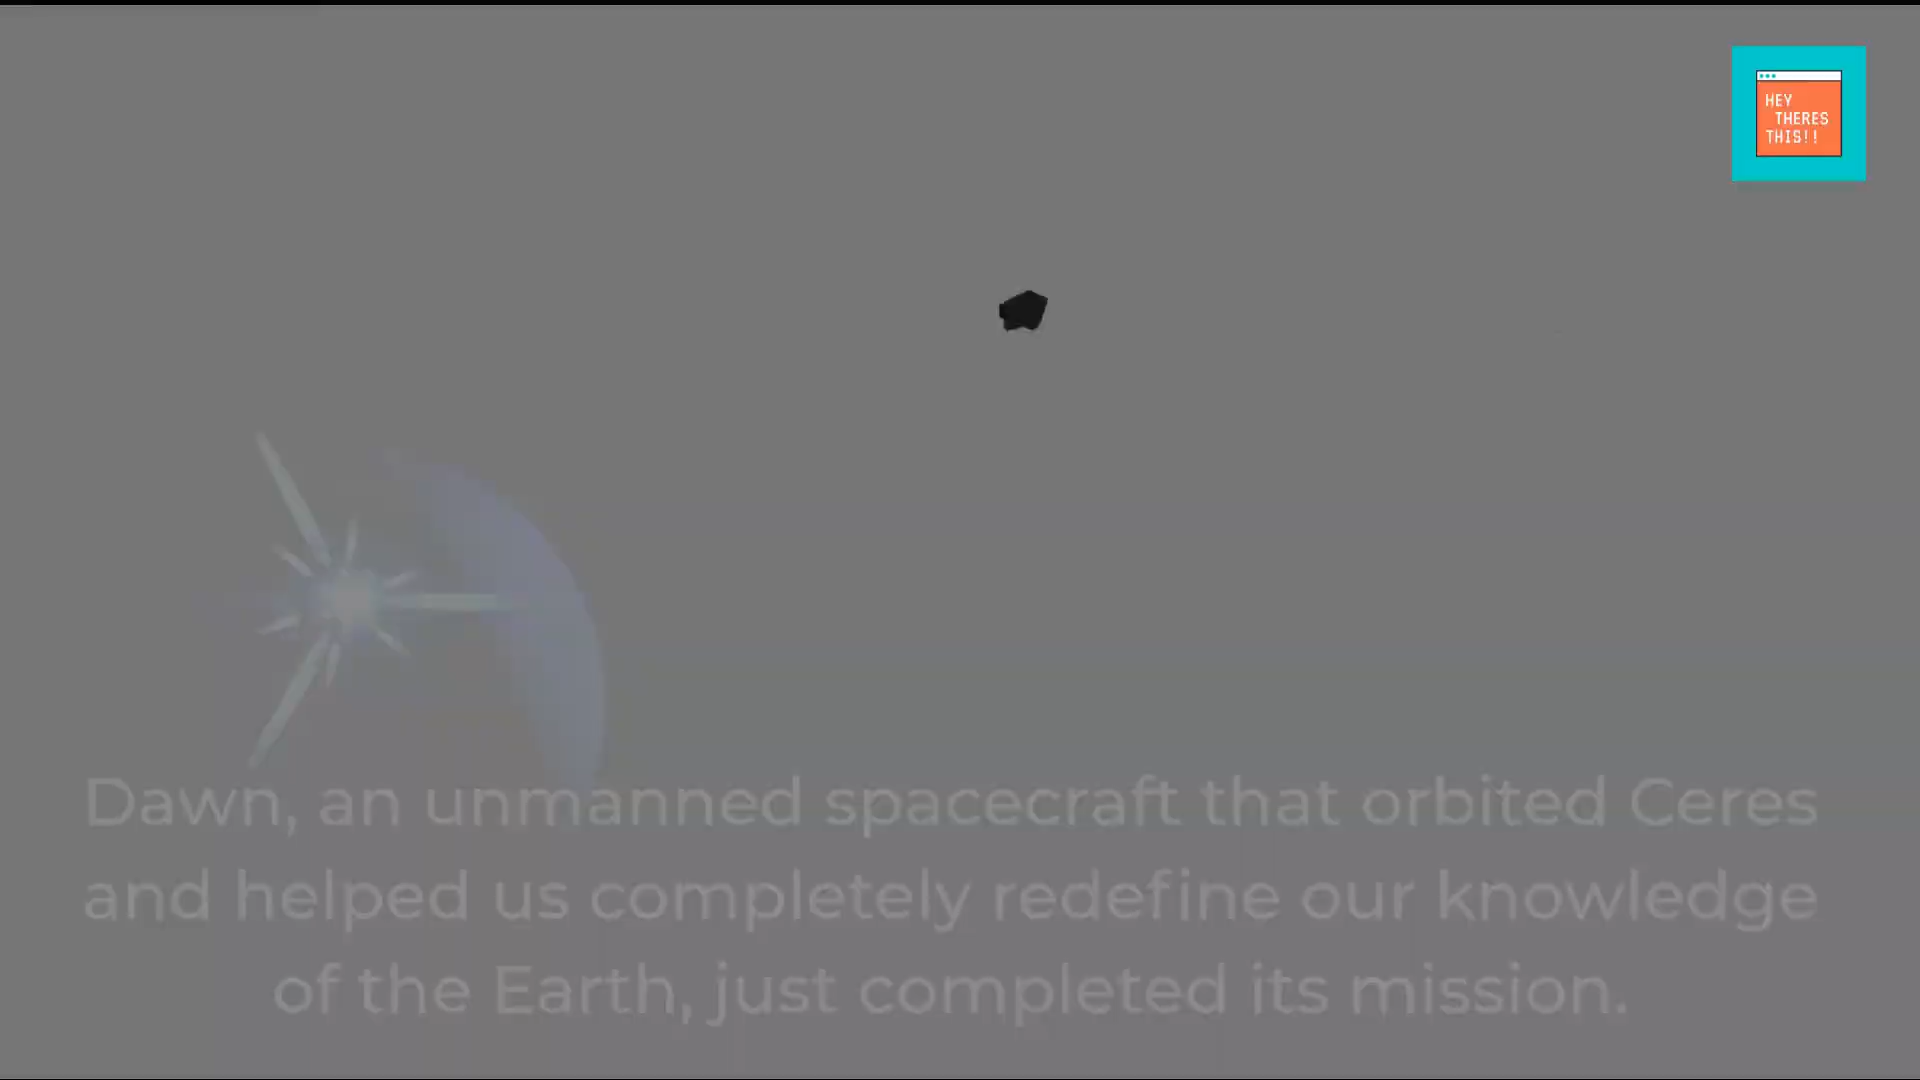 HEY
THERES
THIS!!
Dawn, an unmanned spacecraft that orbited Ceres
and helped us completely redefine our knowledge
of the Earth, just completed its mission.